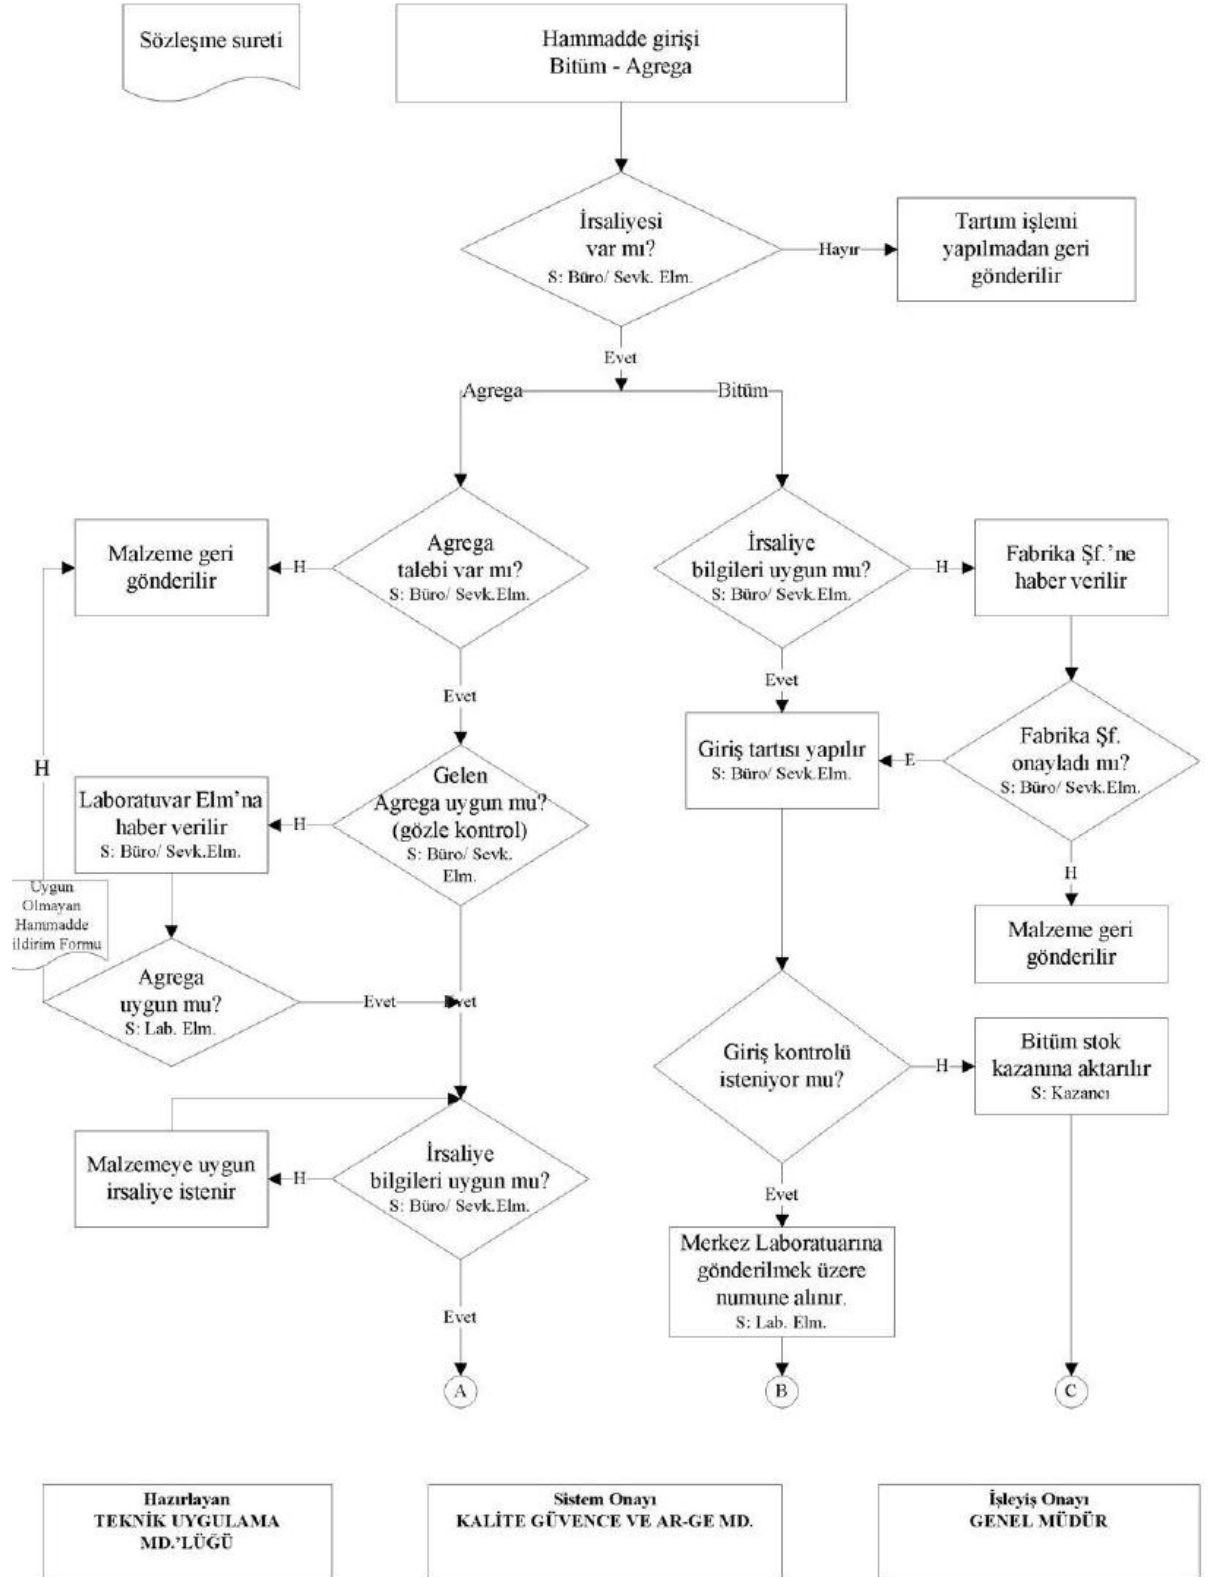 Sözleşme sureti
Hammadde girişi
Bitüm - Agrega
İrsaliyesi
var mı?
S: Büro/ Sevk. Elm.
Hayır
Tartım işlemi
yapılmadan geri
gönderilir
Evet
Agrega
Bitüm
Malzeme geri
gönderilir
H
Agrega
talebi var mı?
S: Büro/ Sevk.Elm.
İrsaliye
bilgileri uygun mu?
S: Büro/ Sevk.Elm.
H
Fabrika Şf.'ne
haber verilir
Evet
Evet
Giriş tartısı yapılır
S: Büro/ Sevk.Elm.
E
Fabrika Şf.
onayladı mı?
S: Büro/ Sevk.Elm.
H
Laboratuvar Elm'na
haber verilir
S: Büro/ Sevk.Elm.
H
Gelen
Agrega uygun mu?
(gözle kontrol)
S: Büro/ Sevk.
Elm.
H
Malzeme geri
gönderilir
Uygun
Olmayan
Hammadde
ildirim Formu
Agrega
uygun mu?
S: Lab. Elm.
Evet
Evet
Giriş kontrolü
isteniyor mu?
H
Bitüm stok
kazanına aktarılır
S: Kazancı
Malzemeye uygun
irsaliye istenir
H
İrsaliye
bilgileri uygun mu?
S: Büro/ Sevk.Elm.
Evet
Merkez Laboratuarına
gönderilmek üzere
numune alınır.
S: Lab. Elm.
Evet
A
B
C
Hazırlayan
TEKNİK UYGULAMA
MD.'LÜĞÜ
Sistem Onayı
KALİTE GÜVENCE VE AR-GE MD.
İşleyiş Onayı
GENEL MÜDÜR